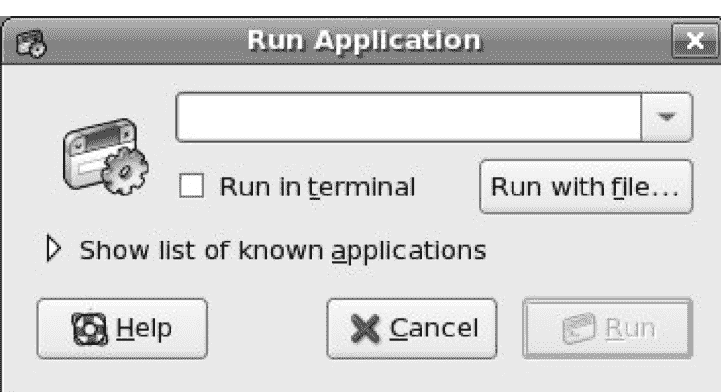 Run Application
Run in terminal
Run with file...
Show list of known applications
Help
Cancel
Run